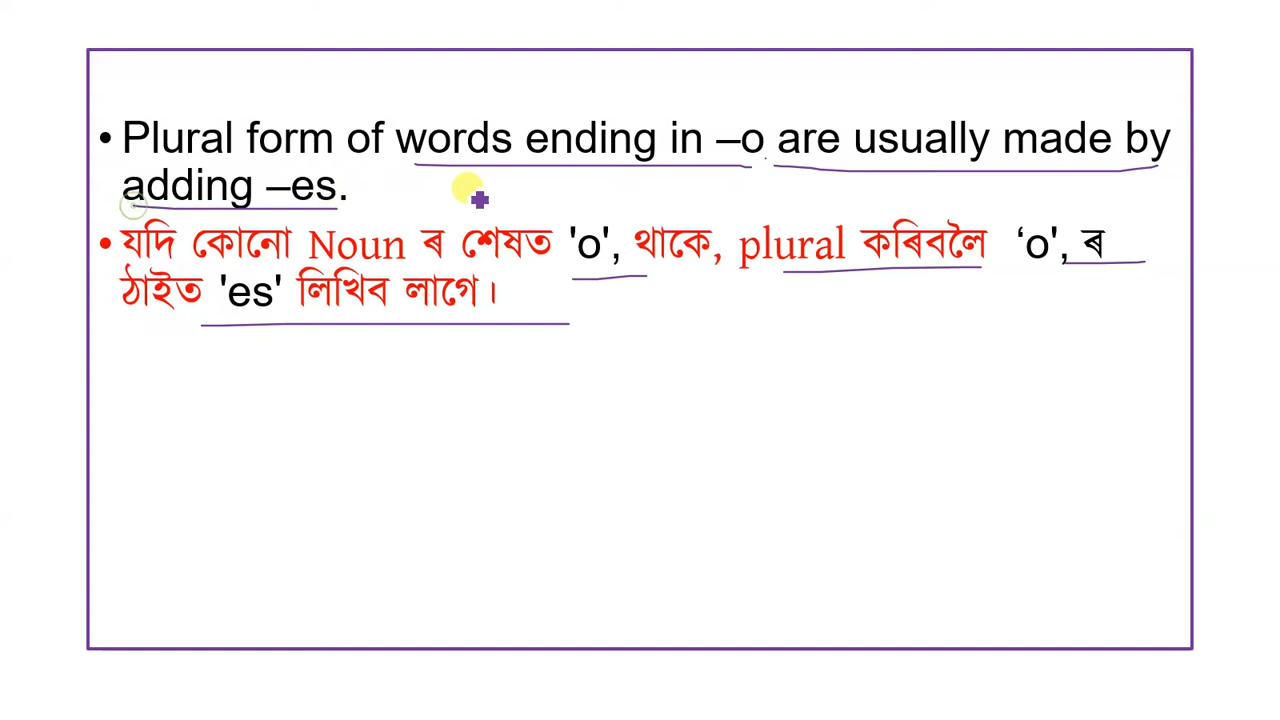 • Plural form of words ending in –o are usually made by
adding –es.
• যদি কোনো Noun ৰ শেষত 'o', থাকে, plural কৰিবলৈ ‘o', ৰ
ঠাইত 'es' লিখিব লাগে।